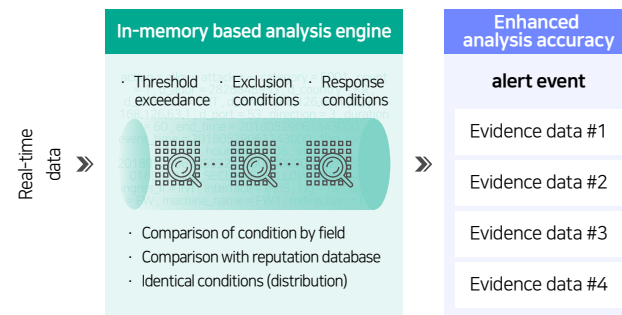 In-memory based analysis engine
Enhanced
analysis accuracy
Real-time
data
· Threshold
exceedance
· Exclusion
conditions
· Response
conditions
· Comparison of condition by field
· Comparison with reputation database
· Identical conditions (distribution)
alert event
Evidence data #1
Evidence data #2
Evidence data #3
Evidence data #4